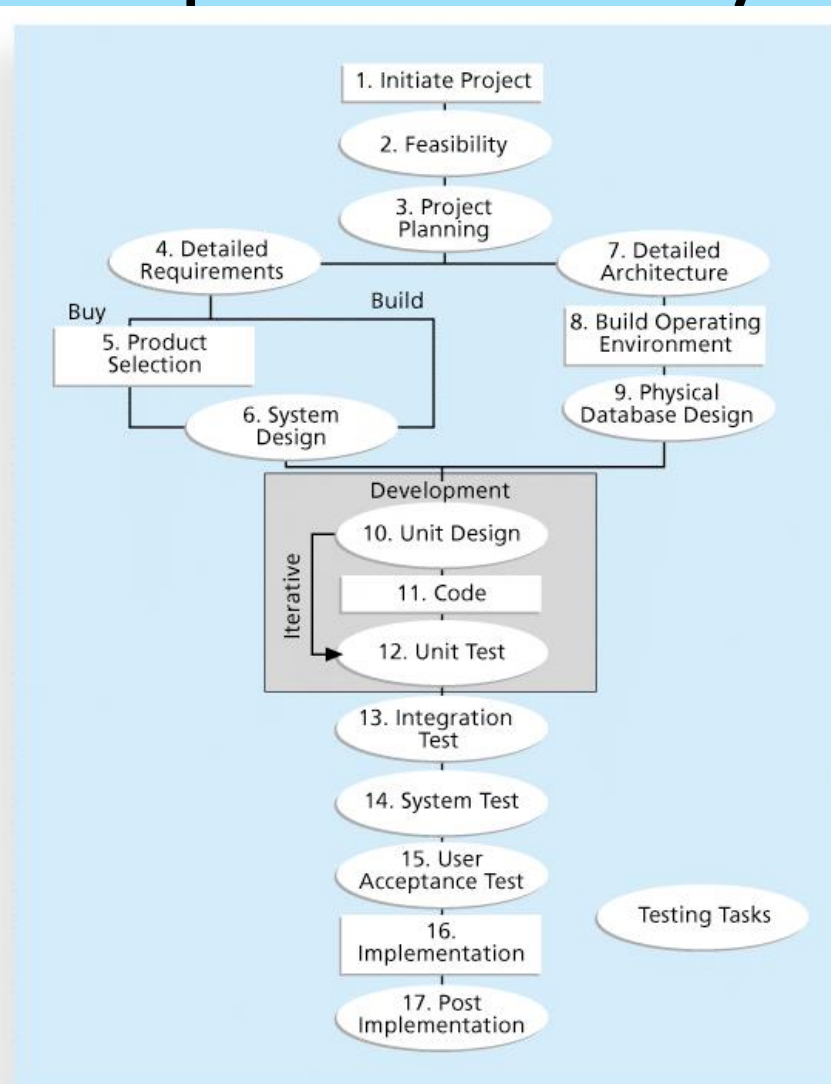 1. Initiate Project
2. Feasibility
3. Project
Planning
4. Detailed
Requirements
7. Detailed
Architecture
Buy
Build
5. Product
Selection
8. Build Operating
Environment
6. System
Design
9. Physical
Database Design
Development
Iterative
10. Unit Design
11. Code
12. Unit Test
13. Integration
Test
14. System Test
15. User
Acceptance Test
Testing Tasks
16.
Implementation
17. Post
Implementation